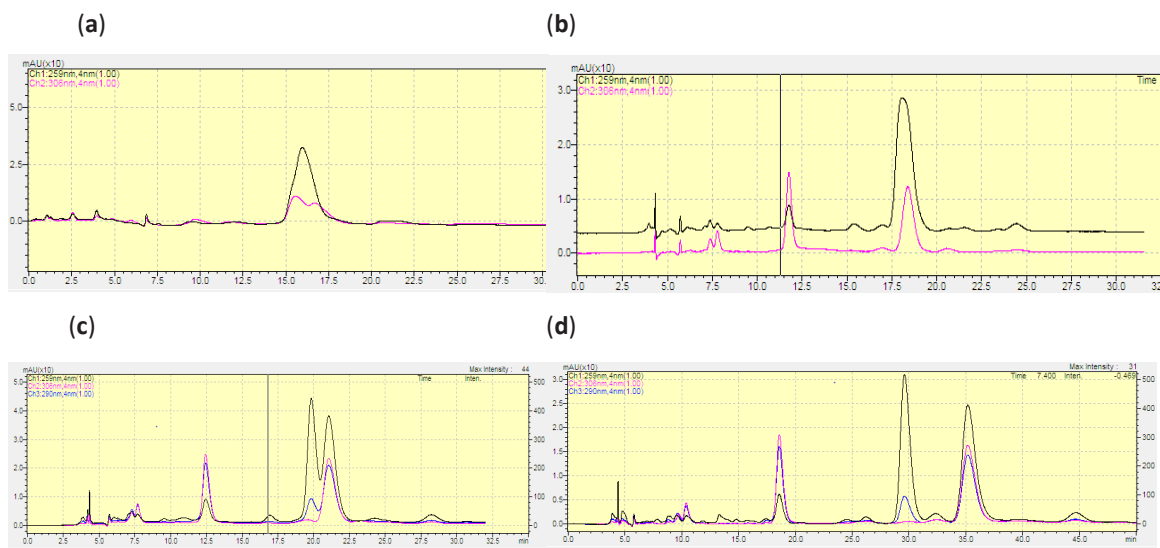 (a)
mAU(x10)
Ch1:259nm,4nm(1.00)
Ch2:306nm,4nm(1.00)
5.0
2.5
0.0
0.0 2.5 5.0 7.5 10.0 12.5 15.0 17.5 20.0 22.5 25.0 27.5 30.0
(b)
mAU(x10)
Ch1:259nm,4nm(1.00) Time
Ch2:306nm,4nm(1.00)
3.0
2.0
1.0
0.0
0.0 2.5 5.0 7.5 10.0 12.5 15.0 17.5 20.0 22.5 25.0 27.5 30.0 32.5
(c)
mAU(x10) Max Intensity : 44
Ch1:259nm,4nm(1.00) Time Inten.
Ch2:306nm,4nm(1.00)
Ch3:290nm,4nm(1.00)
5.0 500
4.0 400
3.0 300
2.0 200
1.0 100
0.0 0
0.0 2.5 5.0 7.5 10.0 12.5 15.0 17.5 20.0 22.5 25.0 27.5 30.0 32.5 min
(d)
mAU(x10) Max Intensity : 31
Ch1:259nm,4nm(1.00) Time 7.400 Inten. -0.469
Ch2:306nm,4nm(1.00)
Ch3:290nm,4nm(1.00)
3.0 500
2.5 400
2.0 300
1.5 200
1.0 100
0.5 0
0.0
0.0 5.0 10.0 15.0 20.0 25.0 30.0 35.0 40.0 45.0 min